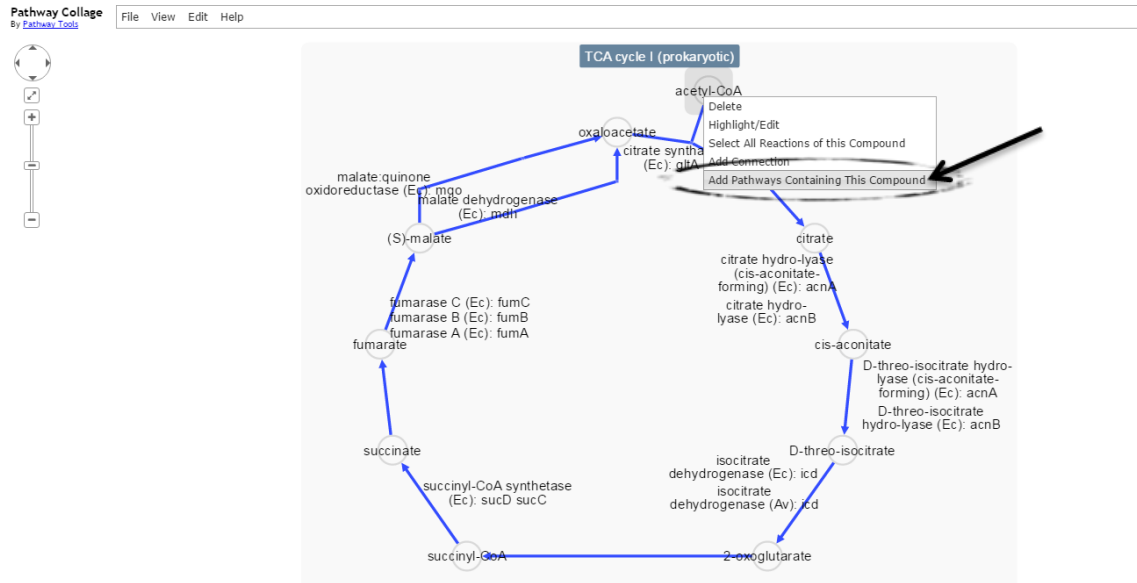 Pathway Collage
By Pathway Tools
File View Edit Help
TCA cycle I (prokaryotic)
acetyl-CoA
Delete
Highlight/Edit
Select All Reactions of this Compound
Add Connection
Add Pathways Containing This Compound
oxaloacetate
citrate syntha
(Ec): gltA
malate:quinone
oxidoreductase (Ec): mqo
malate dehydrogenase
(Ec): mdh
(S)-malate
citrate
citrate hydro-lyase
(cis-aconitate-
forming) (Ec): acnA
citrate hydro-
lyase (Ec): acnB
fumarase C (Ec): fumC
fumarase B (Ec): fumB
fumarase A (Ec): fumA
fumarate
cis-aconitate
D-threo-isocitrate hydro-
lyase (cis-aconitate-
forming) (Ec): acnA
D-threo-isocitrate
hydro-lyase (Ec): acnB
succinate
D-threo-isocitrate
isocitrate
dehydrogenase (Ec): icd
isocitrate
dehydrogenase (Av): icd
succinyl-CoA synthetase
(Ec): sucD sucC
succinyl-CoA
2-oxoglutarate